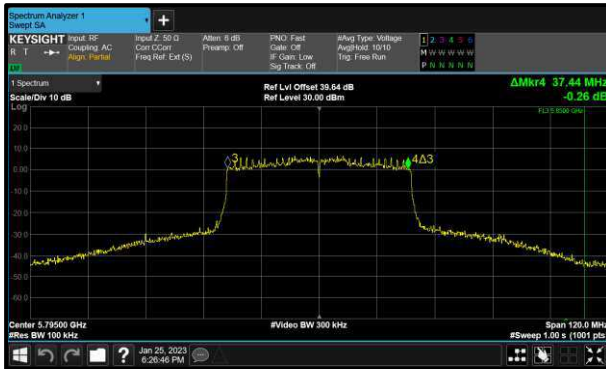 Spectrum Analyzer 1
Swept SA
+
KEYSIGHT
R T
Input: RF
Coupling: AC
Align: Partial
Input Z: 50 Ω
Corr CCorr
Freq Ref: Ext (S)
Atten: 6 dB
Preamp: Off
PNO: Fast
Gate: Off
IF Gain: Low
Sig Track: Off
#Avg Type: Voltage
Avg|Hold: 10/10
Trig: Free Run
1 2 3 4 5 6
M W W W W W
P N N N N N
1 Spectrum
Scale/Div 10 dB
Log
Ref Lvl Offset 39.64 dB
Ref Level 30.00 dBm
ΔMkr4 37.44 MHz
-0.26 dB
20.0
10.0
0.00
-10.0
-20.0
-30.0
-40.0
-50.0
-60.0
3
4Δ3
Center 5.79500 GHz
#Res BW 100 kHz
#Video BW 300 kHz
Span 120.0 MHz
#Sweep 1.00 s (1001 pts)
?
Jan 25, 2023
6:26:46 PM